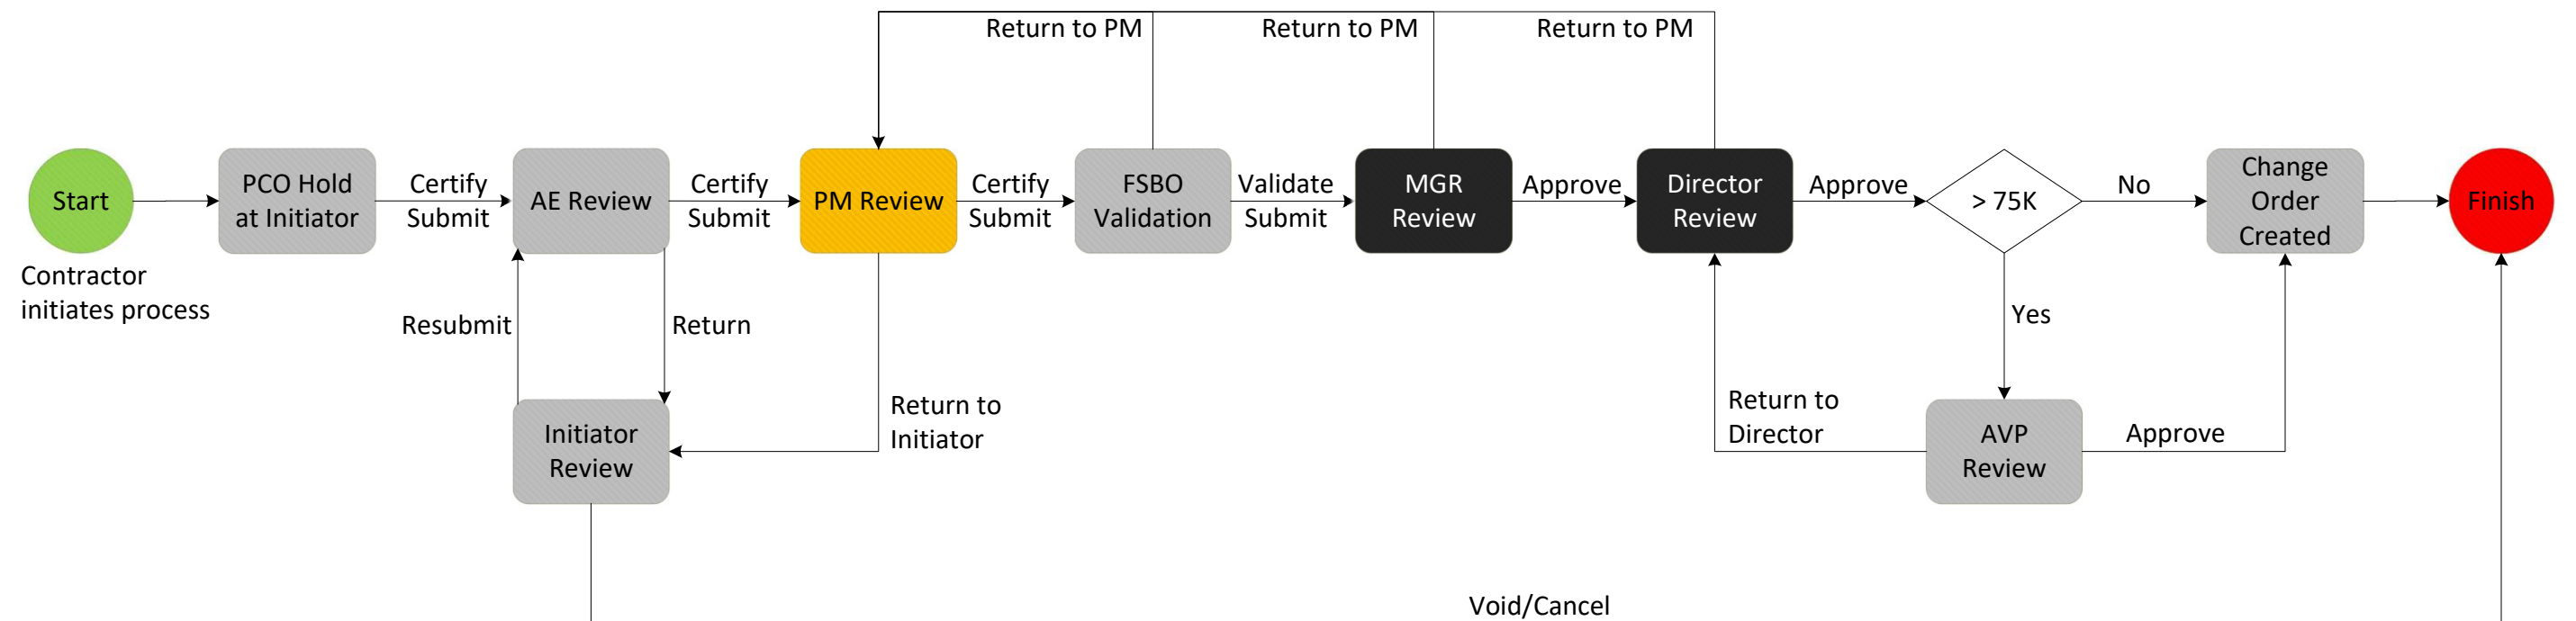 Return to PM
Return to PM
Return to PM
Start
Contractor
initiates process
PCO Hold
at Initiator
Certify
Submit
AE Review
Certify
Submit
PM Review
Certify
Submit
FSBO
Validation
Validate
Submit
MGR
Review
Approve
Director
Review
Approve
> 75K
No
Change
Order
Created
Finish
Resubmit
Return
Yes
Initiator
Review
Return to
Initiator
Return to
Director
AVP
Review
Approve
Void/Cancel